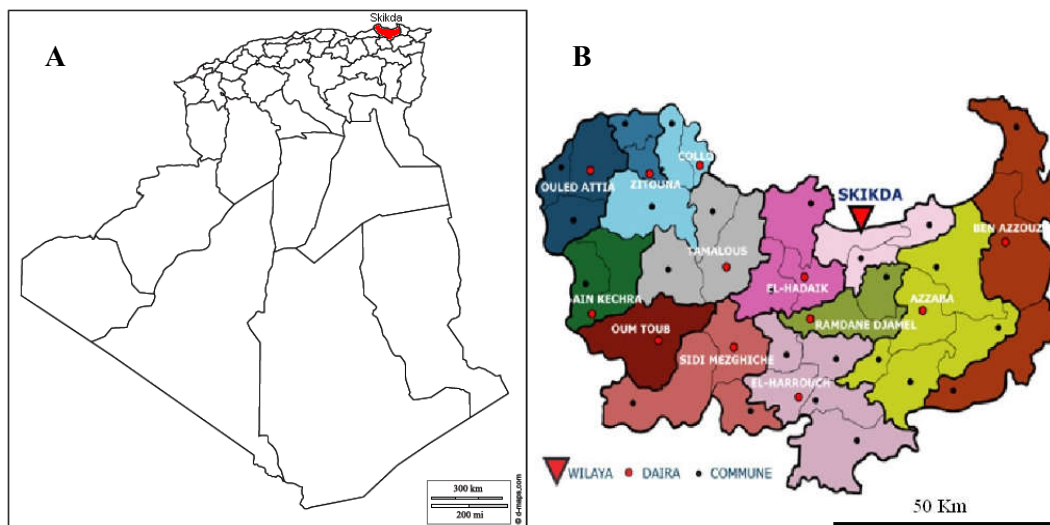 Skikda
A
300 km
200 mi
© d-maps.com
B
COLLO
OULED ATTIA
ZITOUNA
SKIKDA
TAMALOUS
BEN AZZOUZ
EL-HADAIK
AIN KECHRA
AZZABA
OUM TOUB
RAMDANE DJAMEL
SIDI MEZGHICHE
EL-HARROUCH
WILAYA DAIRA COMMUNE
50 Km